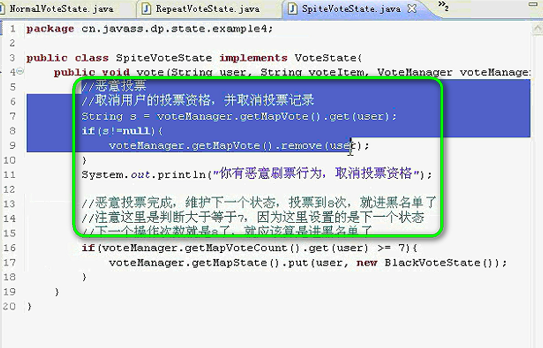 NormalVoteState.java
RepeatVoteState.java
SpiteVoteState.java
2
1 package cn.javass.dp.state.example4;
2
3 public class SpiteVoteState implements VoteState{
4 public void vote(String user, String voteItem, VoteManager voteManager
5 //恶意投票
6 //取消用户的投票资格，并取消投票记录
7 String s = voteManager.getMapVote().get(user);
8 if(s!=null){
9 voteManager.getMapVote().remove(user);
10 }
11 System.out.println("你有恶意刷票行为，取消投票资格");
12
13 //恶意投票完成，维护下一个状态，投票到8次，就进黑名单了
14 //注意这里是判断大于等于7，因为这里设置的是下一个状态
15 //下一个操作次数就是8了，就应该算是进黑名单了
16 if(voteManager.getMapVoteCount().get(user) >= 7){
17 voteManager.getMapState().put(user, new BlackVoteState());
18 }
19 }
20 }